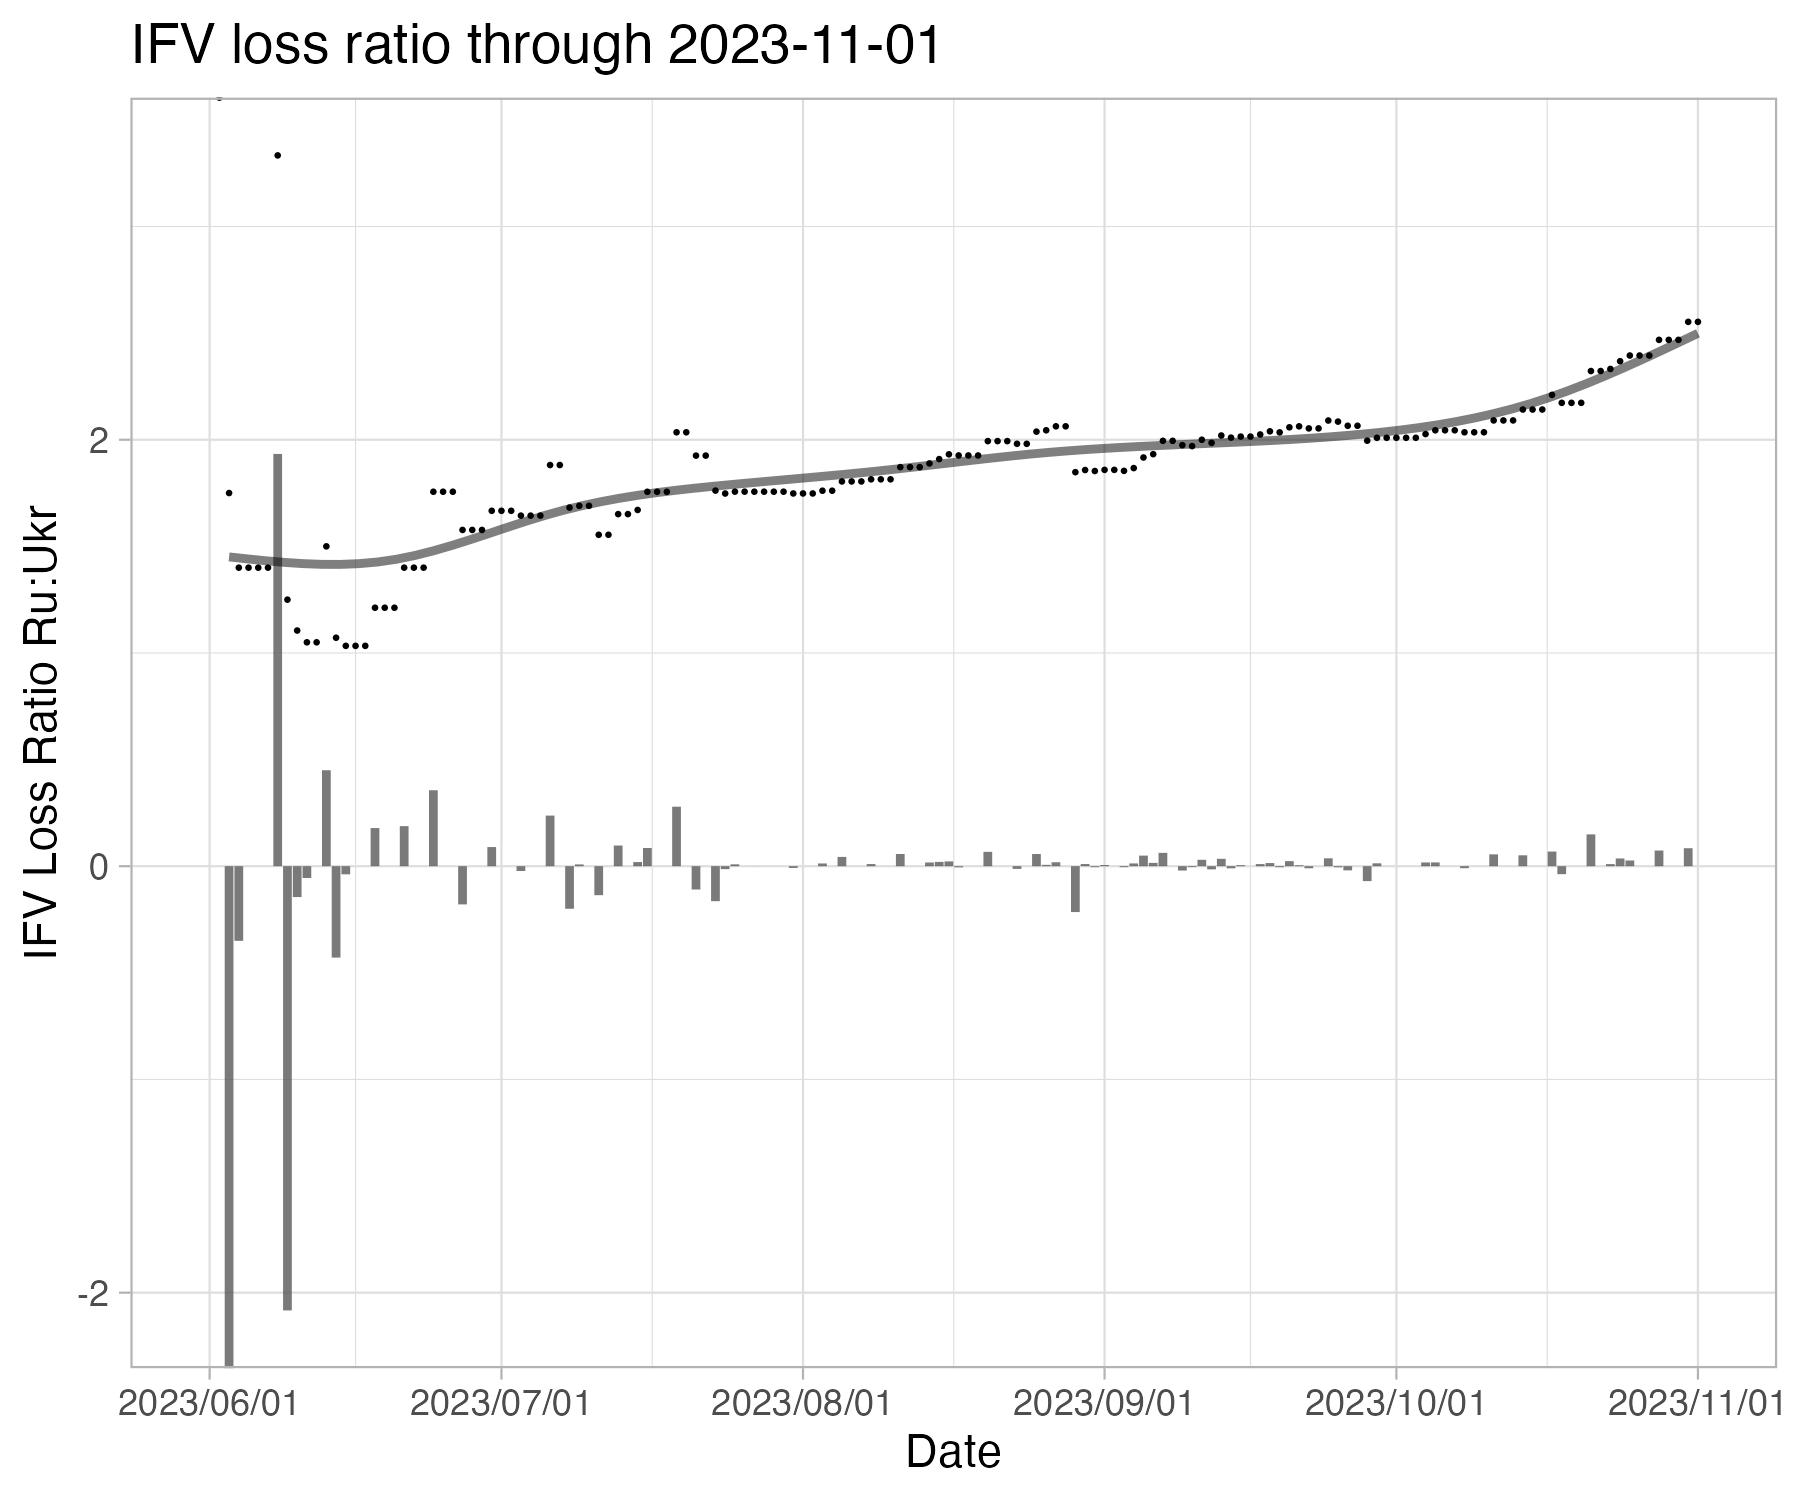 IFV loss ratio through 2023-11-01
IFV Loss Ratio Ru:Ukr
2
0
-2
2023/06/01 2023/07/01 2023/08/01 2023/09/01 2023/10/01 2023/11/01
Date